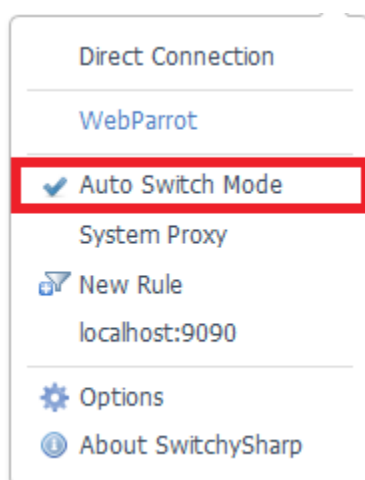 Direct Connection
WebParrot
Auto Switch Mode
System Proxy
New Rule
localhost:9090
Options
About SwitchySharp